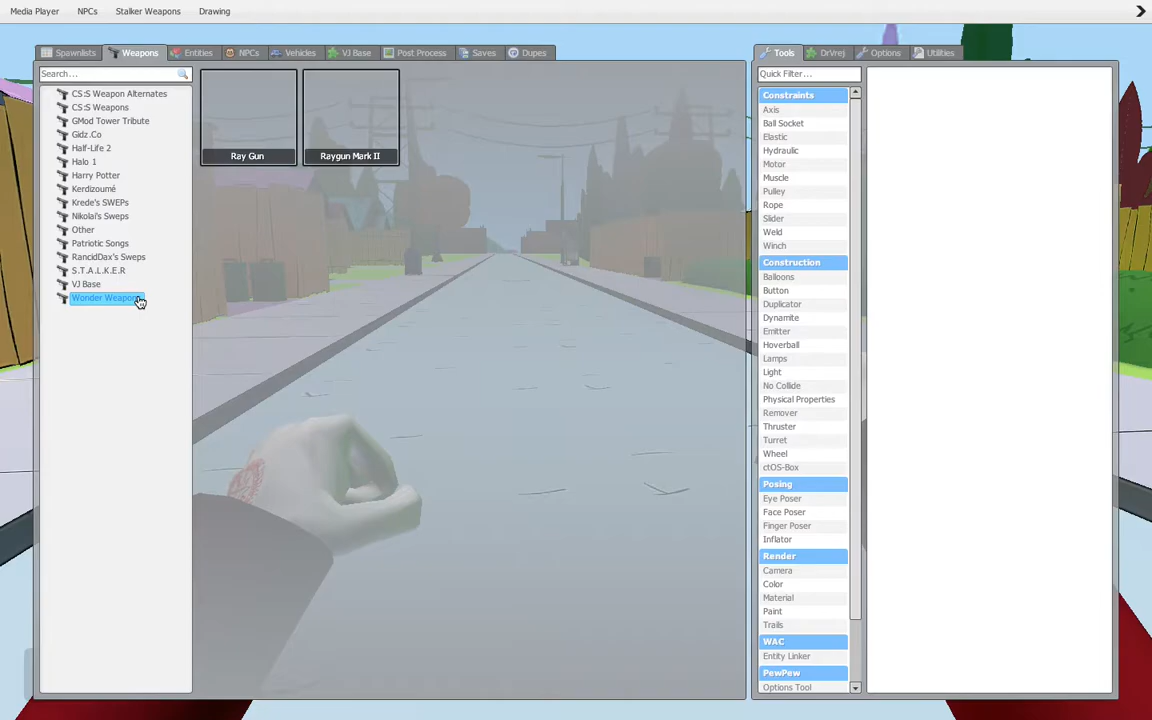 Media Player
NPCs
Stalker Weapons
Drawing
Spawnlists
Weapons
Entities
NPCs
Vehicles
VJ Base
Post Process
Saves
Dupes
Search...
CS:S Weapon Alternates
CS:S Weapons
GMod Tower Tribute
Gidz.Co
Half-Life 2
Halo 1
Harry Potter
Kerdizoumé
Krede's SWEPs
Nikolai's Sweps
Other
Patriotic Songs
RancidDax's Sweps
S.T.A.L.K.E.R
VJ Base
Wonder Weapons
Ray Gun
Raygun Mark II
Tools
DrVrej
Options
Utilities
Quick Filter...
Constraints
Axis
Ball Socket
Elastic
Hydraulic
Motor
Muscle
Pulley
Rope
Slider
Weld
Winch
Construction
Balloons
Button
Duplicator
Dynamite
Emitter
Hoverball
Lamps
Light
No Collide
Physical Properties
Remover
Thruster
Turret
Wheel
ctOS-Box
Posing
Eye Poser
Face Poser
Finger Poser
Inflator
Render
Camera
Color
Material
Paint
Trails
WAC
Entity Linker
PewPew
Options Tool